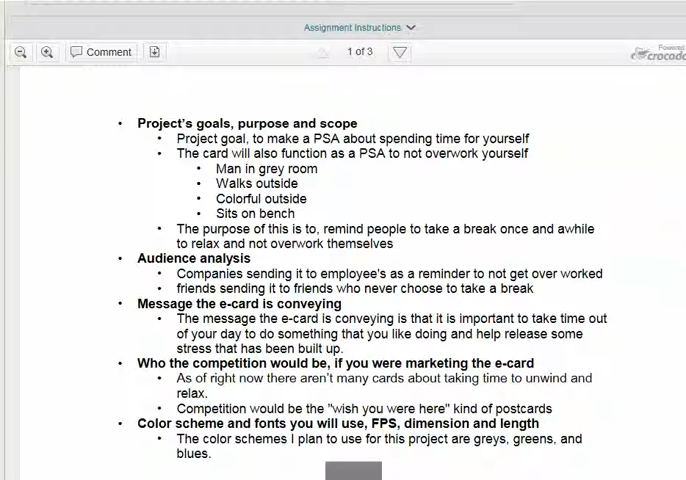 Assignment Instructions
Comment
1 of 3
Powered
crocodo
• Project's goals, purpose and scope
• Project goal, to make a PSA about spending time for yourself
• The card will also function as a PSA to not overwork yourself
• Man in grey room
• Walks outside
• Colorful outside
• Sits on bench
• The purpose of this is to, remind people to take a break once and awhile
to relax and not overwork themselves
• Audience analysis
• Companies sending it to employee's as a reminder to not get over worked
• friends sending it to friends who never choose to take a break
• Message the e-card is conveying
• The message the e-card is conveying is that it is important to take time out
of your day to do something that you like doing and help release some
stress that has been built up.
• Who the competition would be, if you were marketing the e-card
• As of right now there aren't many cards about taking time to unwind and
relax.
• Competition would be the "wish you were here" kind of postcards
• Color scheme and fonts you will use, FPS, dimension and length
• The color schemes I plan to use for this project are greys, greens, and
blues.